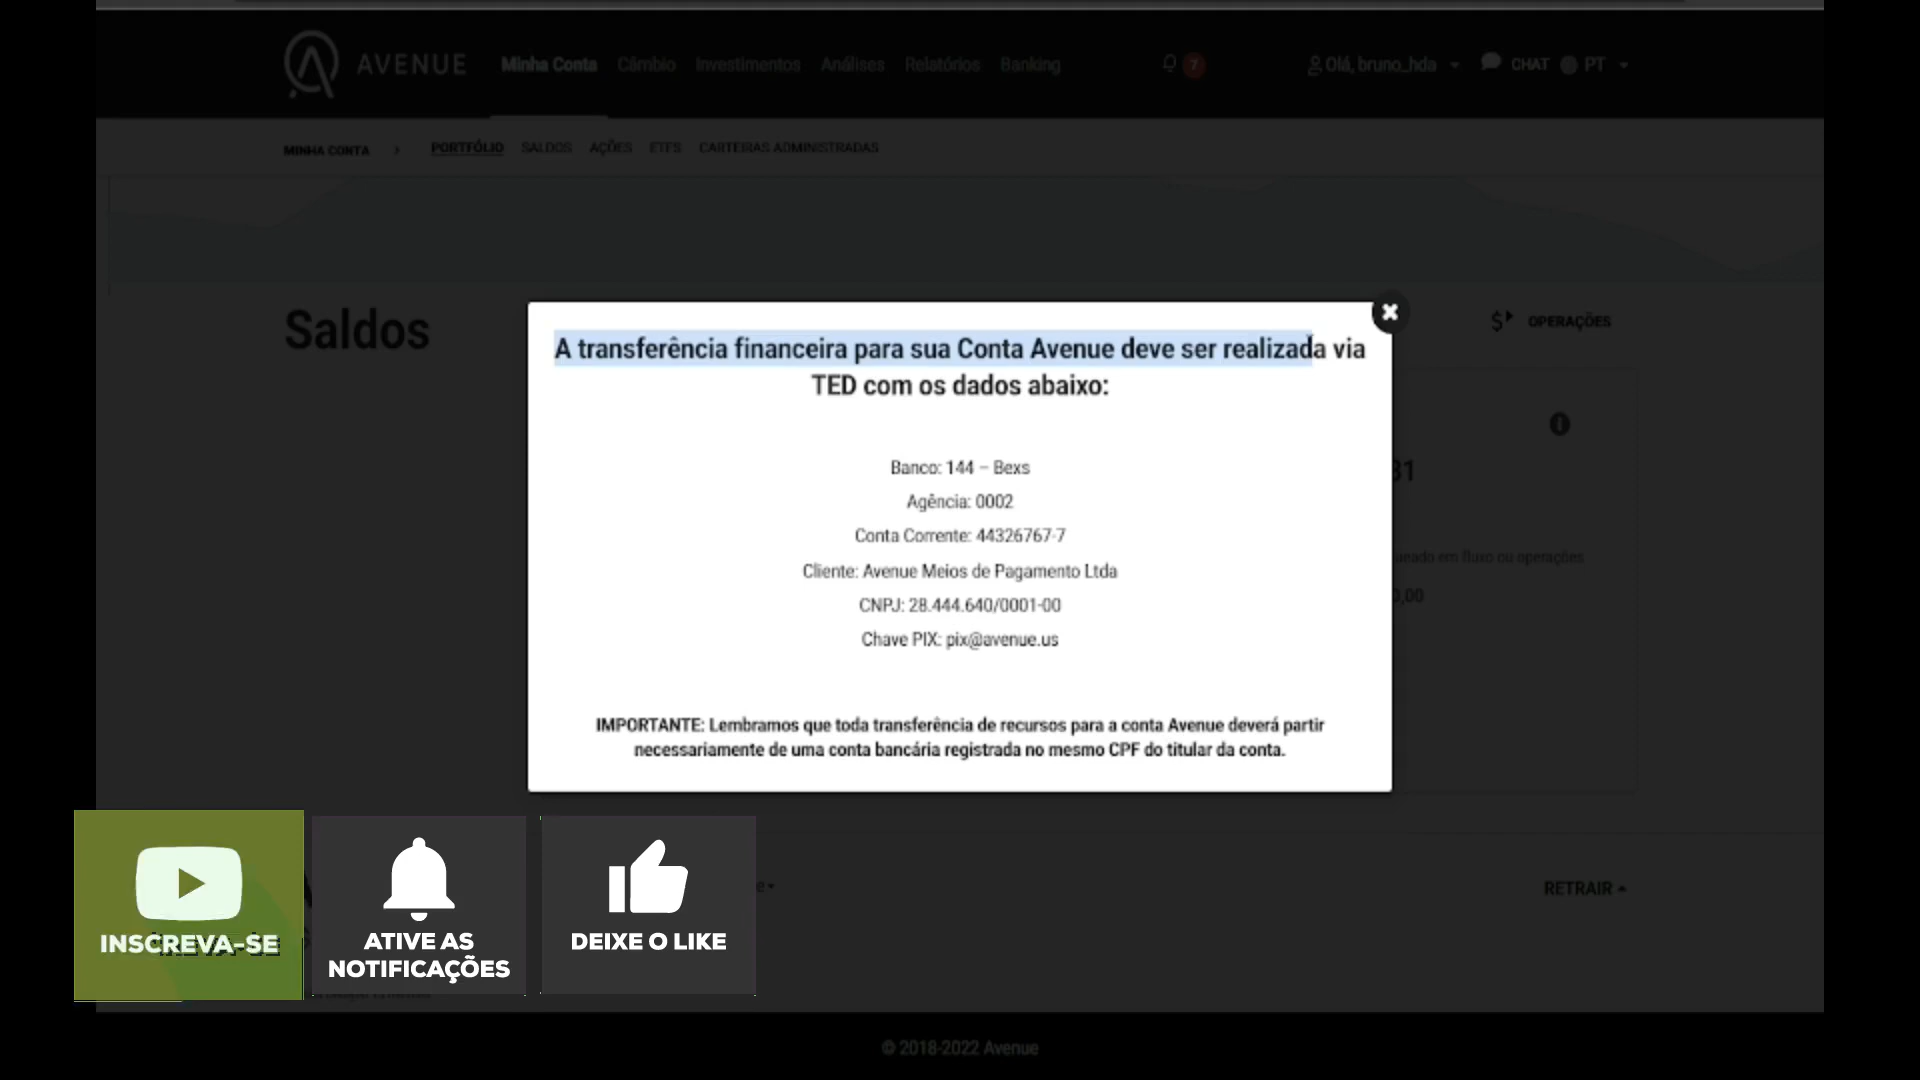 AVENUE Minha Conta Câmbio Investimentos Análises Relatórios Banking 7 Olá, bruno_hda CHAT PT
MINHA CONTA > PORTFÓLIO SALDOS AÇÕES ETFS CARTEIRAS ADMINISTRADAS
Saldos
OPERAÇÕES
A transferência financeira para sua Conta Avenue deve ser realizada via
TED com os dados abaixo:
Banco: 144 – Bexs
Agência: 0002
Conta Corrente: 44326767-7
Cliente: Avenue Meios de Pagamento Ltda
CNPJ: 28.444.640/0001-00
Chave PIX: pix@avenue.us
IMPORTANTE: Lembramos que toda transferência de recursos para a conta Avenue deverá partir
necessariamente de uma conta bancária registrada no mesmo CPF do titular da conta.
em fluxo ou operações
RETRAIR
INSCREVA-SE
ATIVE AS
NOTIFICAÇÕES
DEIXE O LIKE
© 2018-2022 Avenue